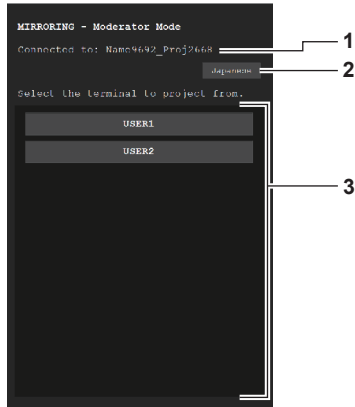 MIRRORING - Moderator Mode
Connected to: Name9692_Proj2668
1
Japanese
2
Select the terminal to project from.
USER1
USER2
3